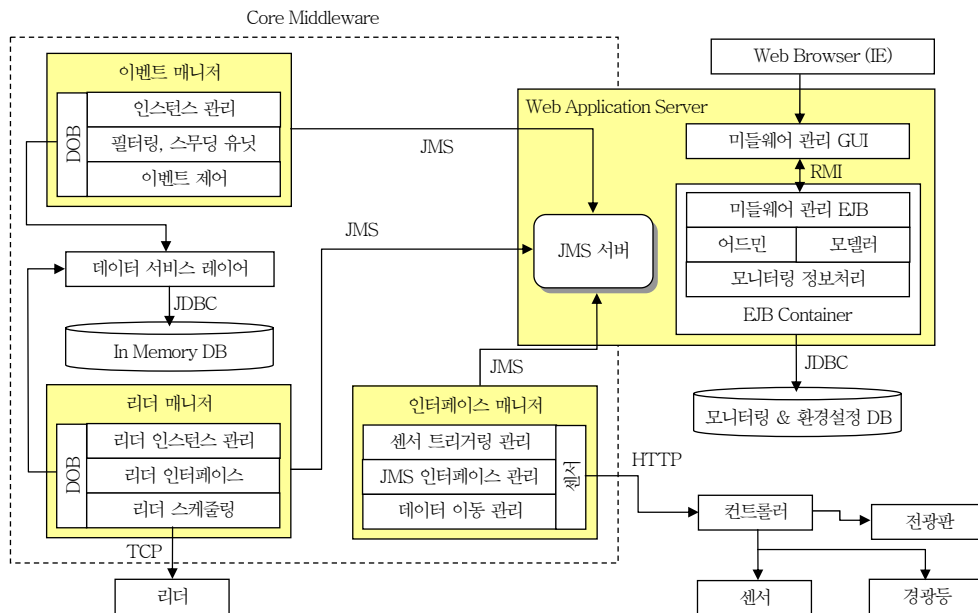 Core Middleware
이벤트 매니저
DOB
인스턴스 관리
필터링, 스무딩 유닛
이벤트 제어
JMS
Web Browser (IE)
Web Application Server
미들웨어 관리 GUI
RMI
미들웨어 관리 EJB
어드민
모델러
모니터링 정보처리
EJB Container
JMS 서버
JMS
데이터 서비스 레이어
JDBC
In Memory DB
JMS
JDBC
모니터링 & 환경설정 DB
리더 매니저
DOB
리더 인스턴스 관리
리더 인터페이스
리더 스케줄링
TCP
리더
인터페이스 매니저
센서 트리거링 관리
JMS 인터페이스 관리
데이터 이동 관리
센서
HTTP
컨트롤러
전광판
센서
경광등